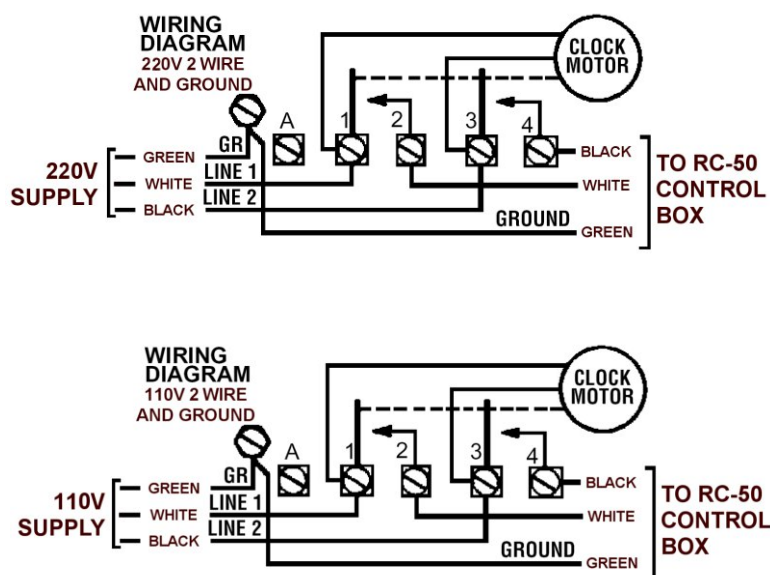 WIRING
DIAGRAM
220V 2 WIRE
AND GROUND
CLOCK
MOTOR
A
1
2
3
4
GR
GREEN
WHITE
LINE 1
BLACK
LINE 2
220V
SUPPLY
BLACK
WHITE
GROUND
GREEN
TO RC-50
CONTROL
BOX
WIRING
DIAGRAM
110V 2 WIRE
AND GROUND
CLOCK
MOTOR
A
1
2
3
4
GR
GREEN
WHITE
LINE 1
BLACK
LINE 2
110V
SUPPLY
BLACK
WHITE
GROUND
GREEN
TO RC-50
CONTROL
BOX